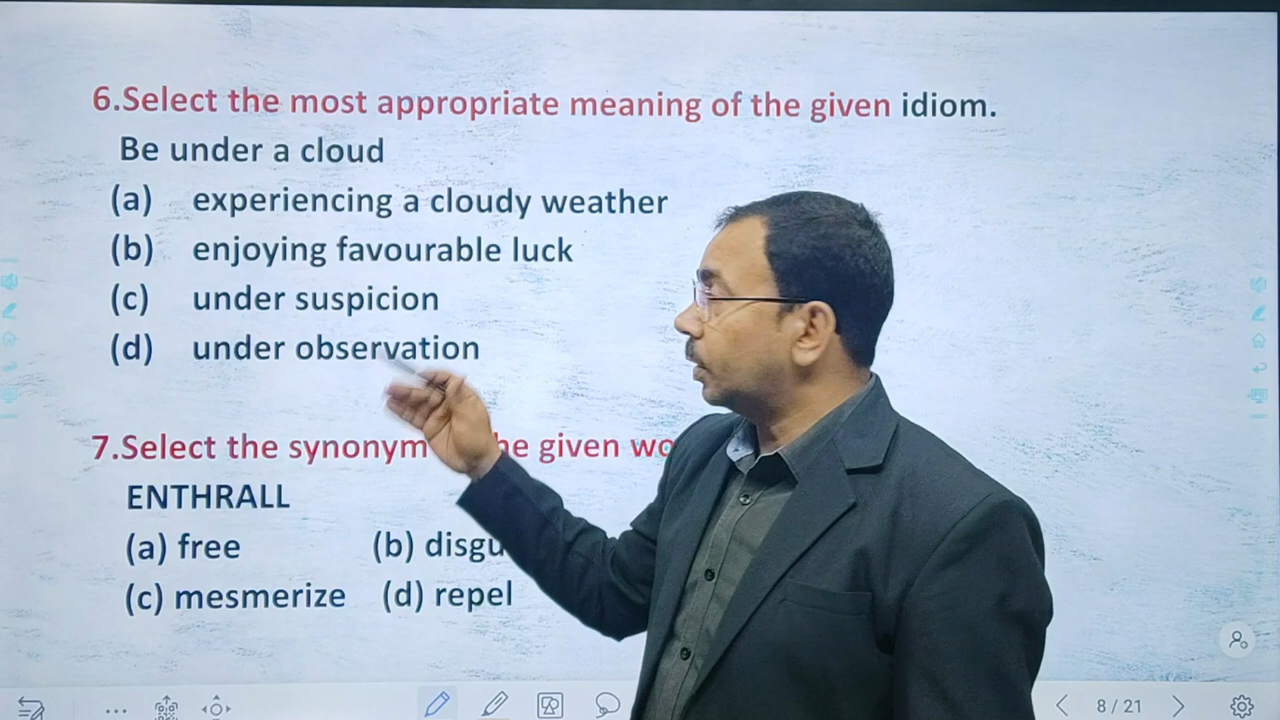 6.Select the most appropriate meaning of the given idiom.
Be under a cloud
(a) experiencing a cloudy weather
(b) enjoying favourable luck
(c) under suspicion
(d) under observation
7.Select the synonym he given wo
ENTHRALL
(a) free (b) disgu
(c) mesmerize (d) repel
8 / 21